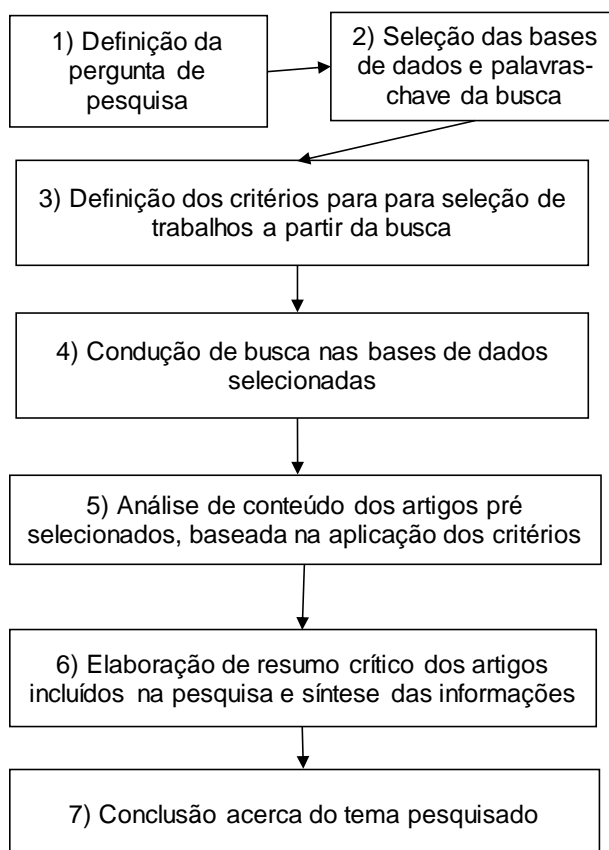 1) Definição da
pergunta de
pesquisa
2) Seleção das bases
de dados e palavras-
chave da busca
3) Definição dos critérios para para seleção de
trabalhos a partir da busca
4) Condução de busca nas bases de dados
selecionadas
5) Análise de conteúdo dos artigos pré
selecionados, baseada na aplicação dos critérios
6) Elaboração de resumo crítico dos artigos
incluídos na pesquisa e síntese das informações
7) Conclusão acerca do tema pesquisado